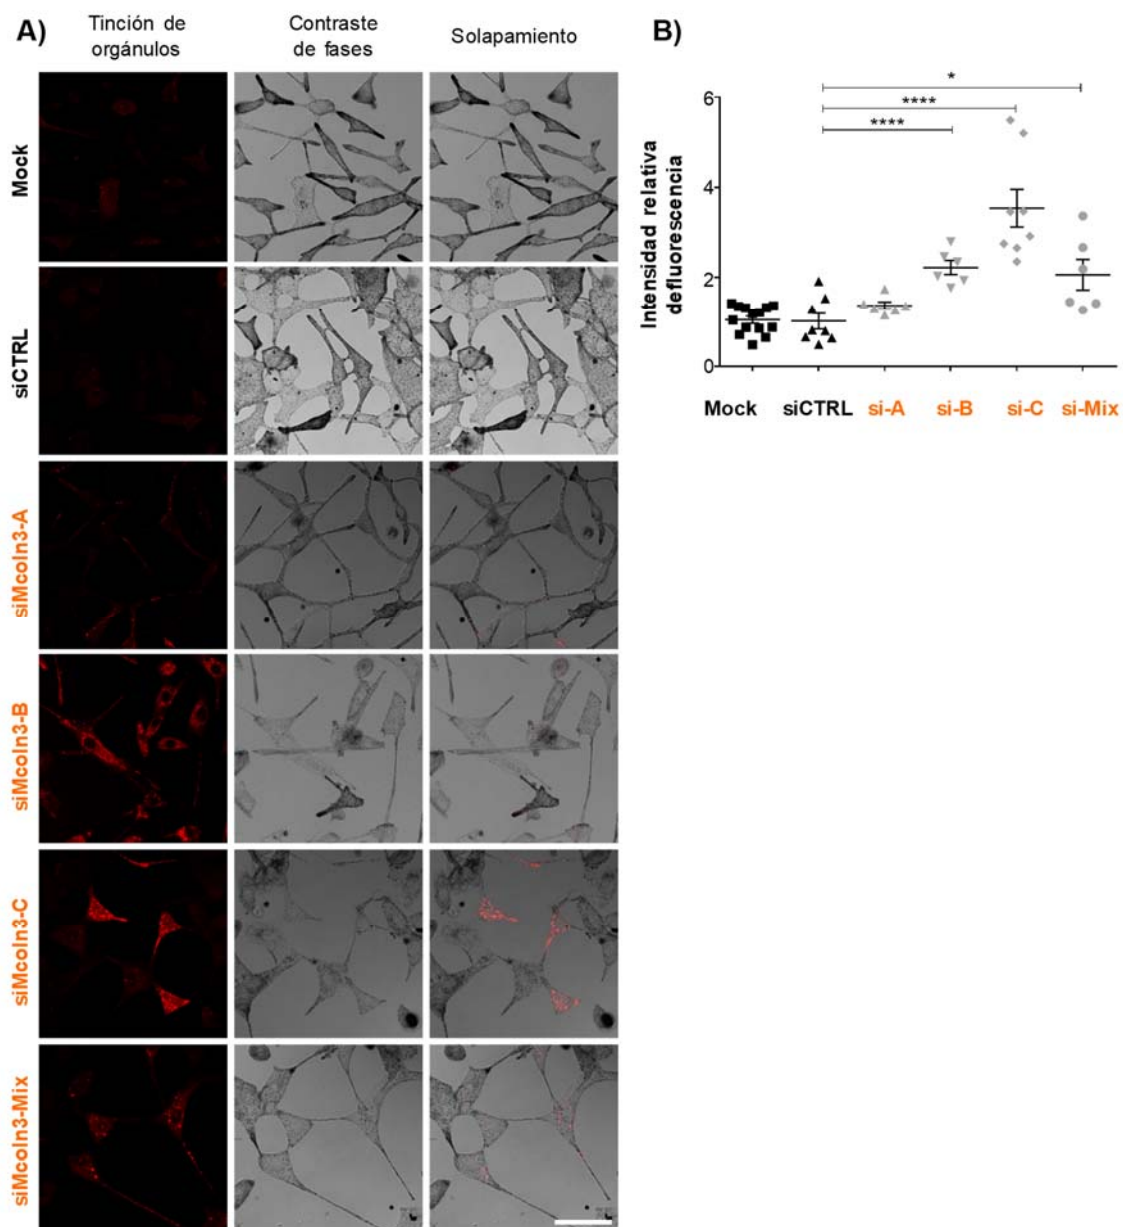 A)
Tinción de
orgánulos
Contraste
de fases
Solapamiento
Mock
siCTRL
siMcoln3-A
siMcoln3-B
siMcoln3-C
siMcoln3-Mix
B)
Intensidad relativa
defluorescencia
*
****
****
6
4
2
0
Mock siCTRL si-A si-B si-C si-Mix